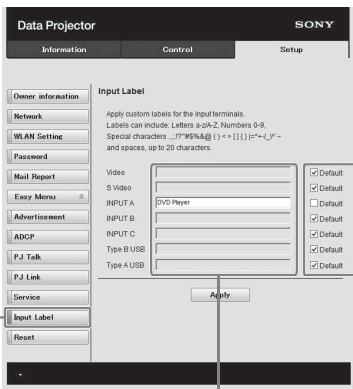 Data Projector
SONY
Information
Control
Setup
Owner information
Network
WLAN Setting
Password
Mail Report
Easy Menu
Advertisement
ADCP
PJ Talk
PJ Link
Service
Input Label
Reset
Input Label
Apply custom labels for the input terminals.
Labels can include: Letters a-z/A-Z, Numbers 0-9,
Special characters .,:;!?"#$%&@ ( ) < > [ ] { } |=*+-/_\^`~
and spaces, up to 20 characters.
Video Default
S Video Default
INPUT A DVD Player Default
INPUT B Default
INPUT C Default
Type B USB Default
Type A USB Default
Apply